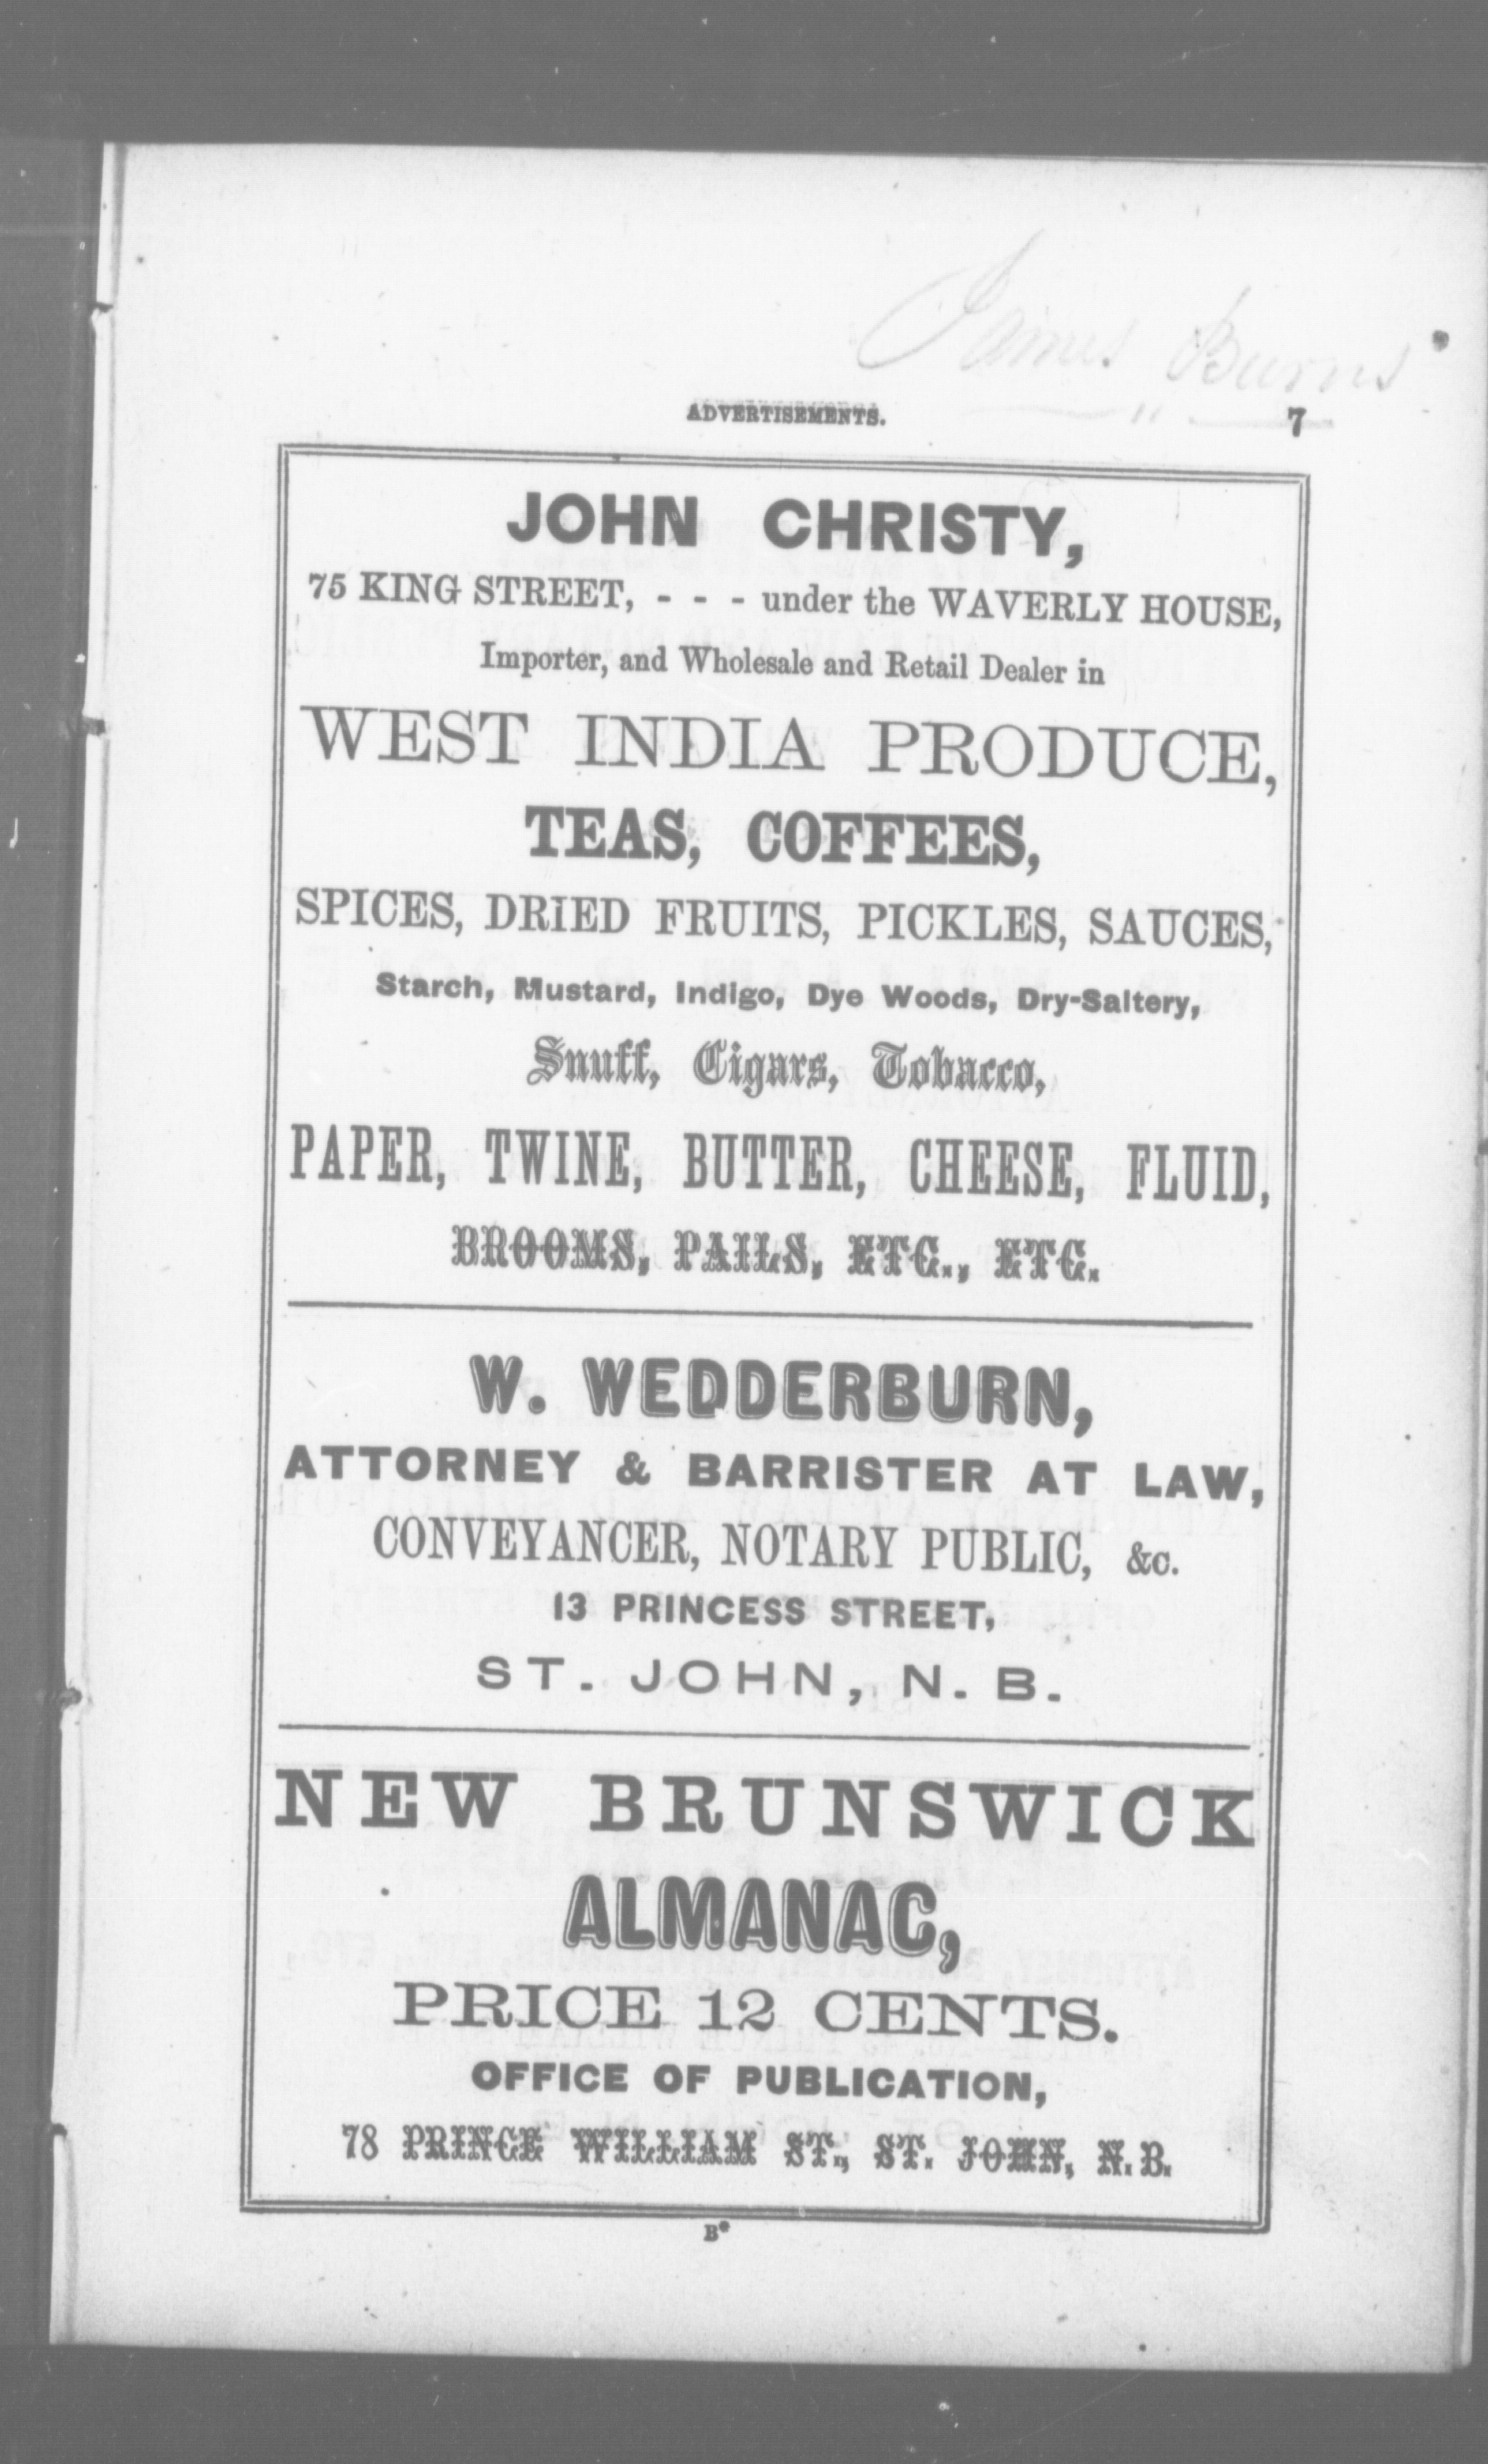 James Burns
ADVERTISEMENTS. 7
JOHN CHRISTY,
75 KING STREET, - - - under the WAVERLY HOUSE,
Importer, and Wholesale and Retail Dealer in
WEST INDIA PRODUCE,
TEAS, COFFEES,
SPICES, DRIED FRUITS, PICKLES, SAUCES,
Starch, Mustard, Indigo, Dye Woods, Dry-Saltery,
Snuff, Cigars, Tobacco,
PAPER, TWINE, BUTTER, CHEESE, FLUID,
BROOMS, PAILS, ETC., ETC.
W. WEDDERBURN,
ATTORNEY & BARRISTER AT LAW,
CONVEYANCER, NOTARY PUBLIC, &c.
13 PRINCESS STREET,
ST. JOHN, N. B.
NEW BRUNSWICK
ALMANAC,
PRICE 12 CENTS.
OFFICE OF PUBLICATION,
78 PRINCE WILLIAM ST., ST. JOHN, N. B.
B*